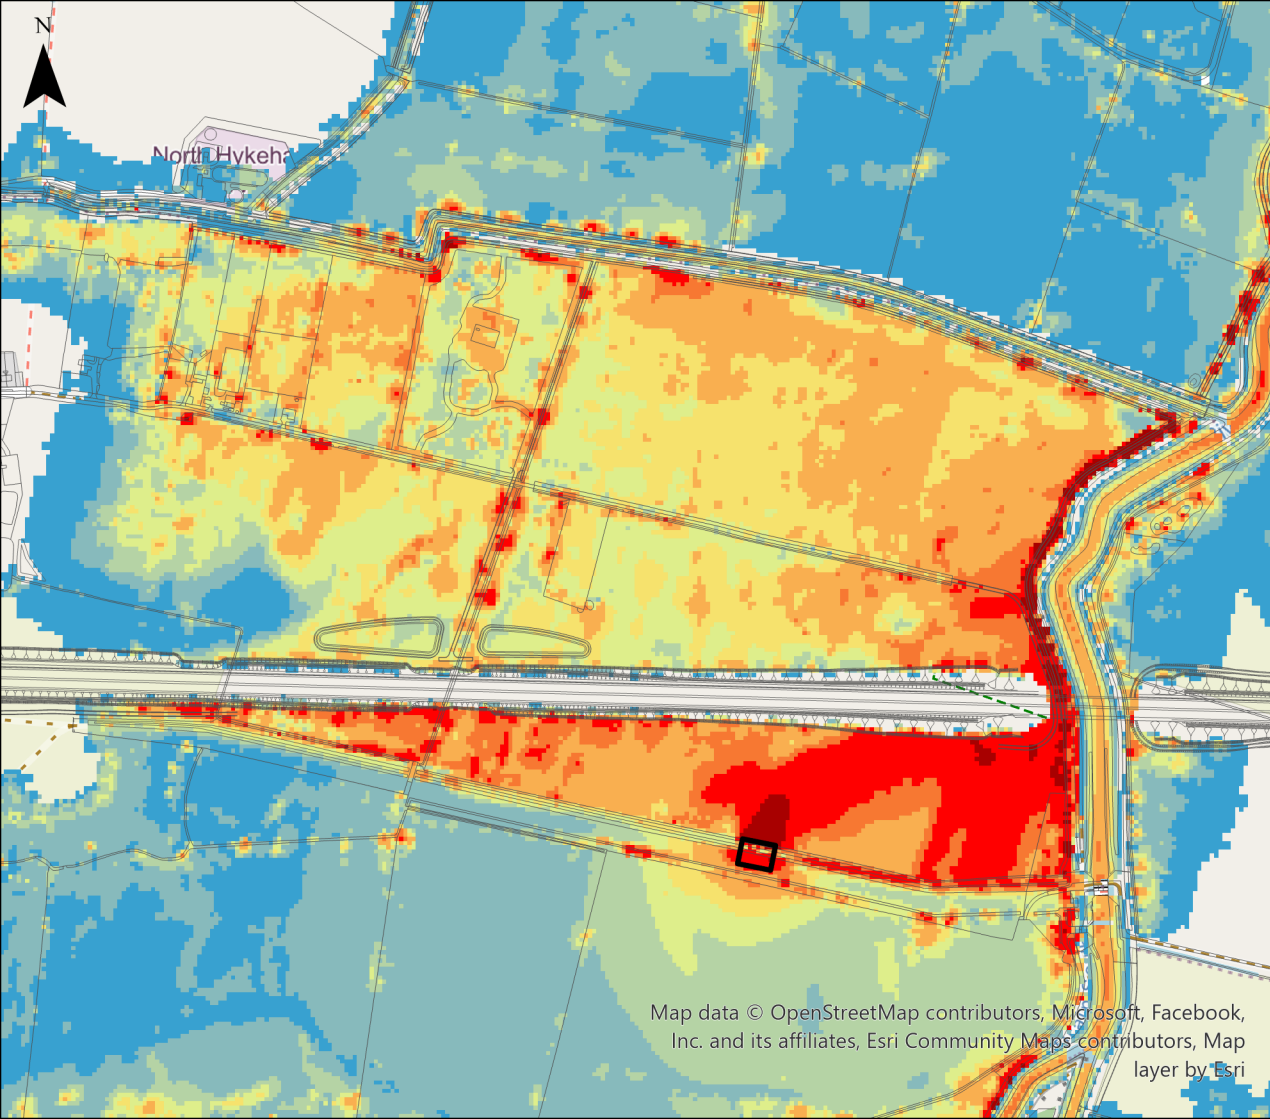 N
North Hykeha
Map data © OpenStreetMap contributors, Microsoft, Facebook,
Inc. and its affiliates, Esri Community Maps contributors, Map
layer by Esri